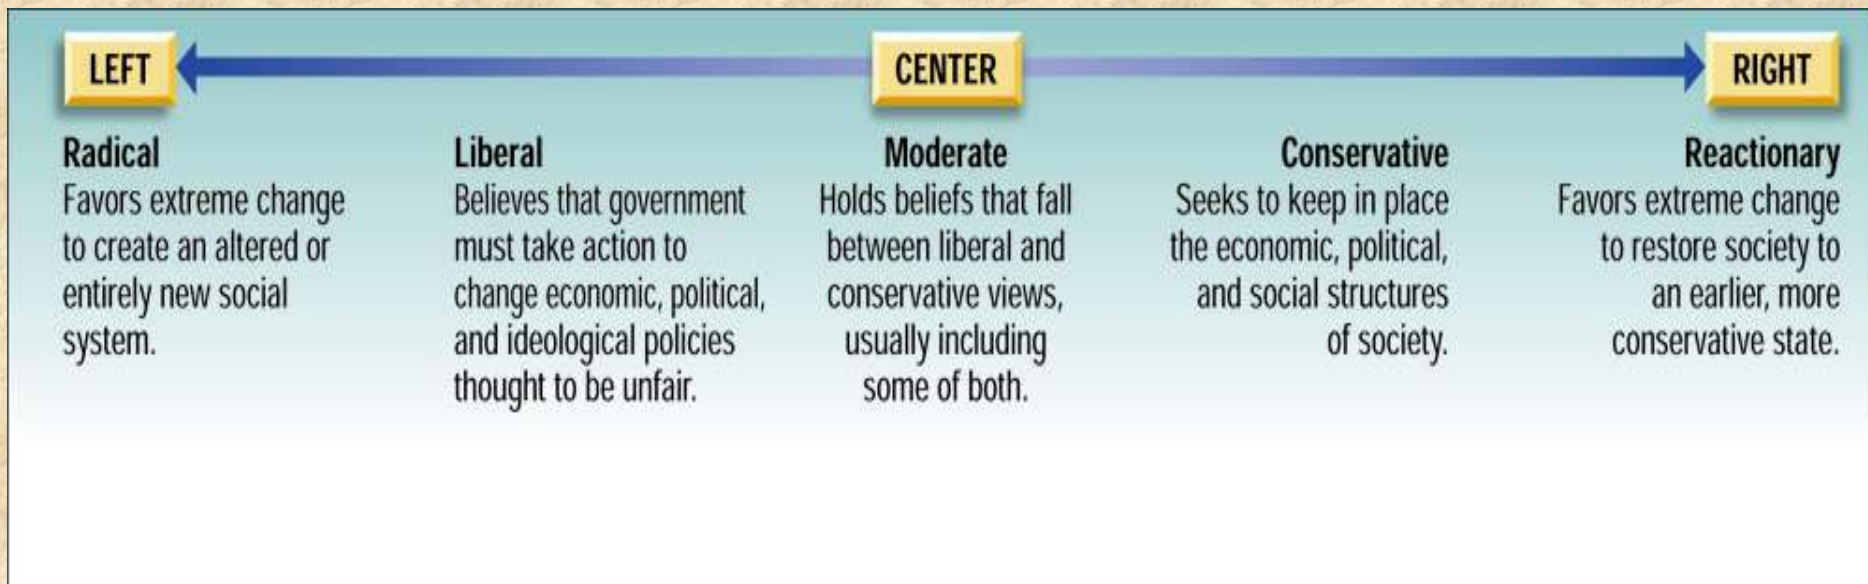 LEFT
CENTER
RIGHT
Radical
Favors extreme change
to create an altered or
entirely new social
system.
Liberal
Believes that government
must take action to
change economic, political,
and ideological policies
thought to be unfair.
Moderate
Holds beliefs that fall
between liberal and
conservative views,
usually including
some of both.
Conservative
Seeks to keep in place
the economic, political,
and social structures
of society.
Reactionary
Favors extreme change
to restore society to
an earlier, more
conservative state.